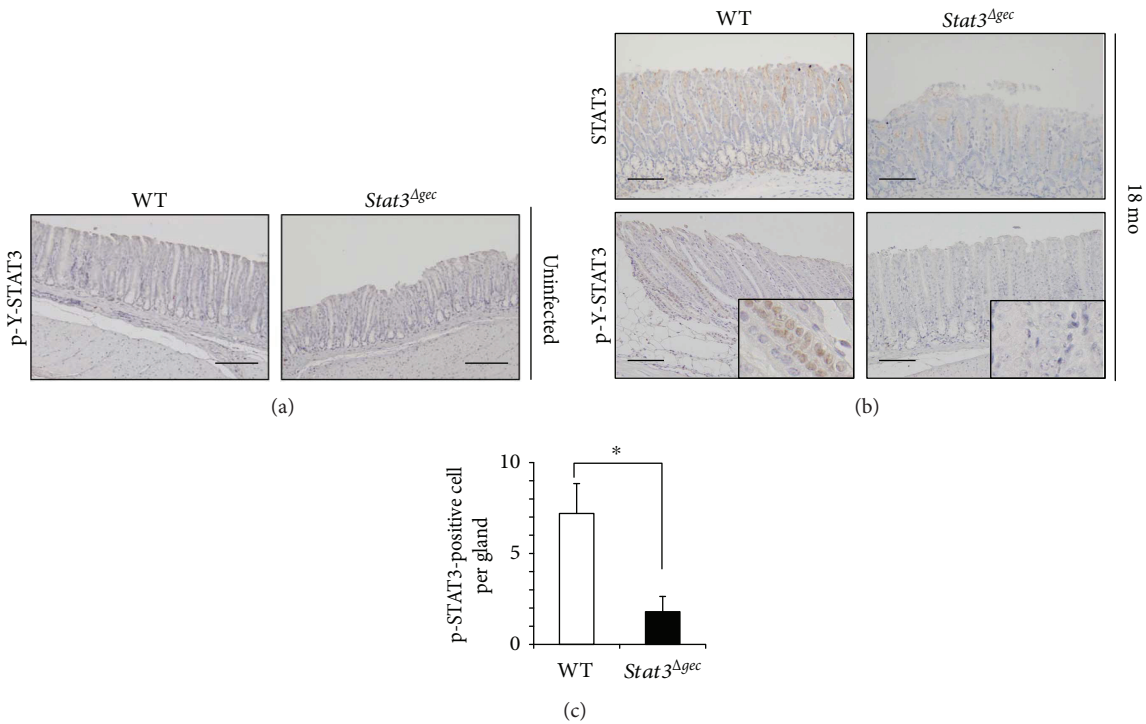 WT
Stat3Δgec
p-Y-STAT3
Uninfected
(a)
WT
Stat3Δgec
STAT3
p-Y-STAT3
18 mo
(b)
p-STAT3-positive cell
per gland
10
5
0
*
WT
Stat3Δgec
(c)